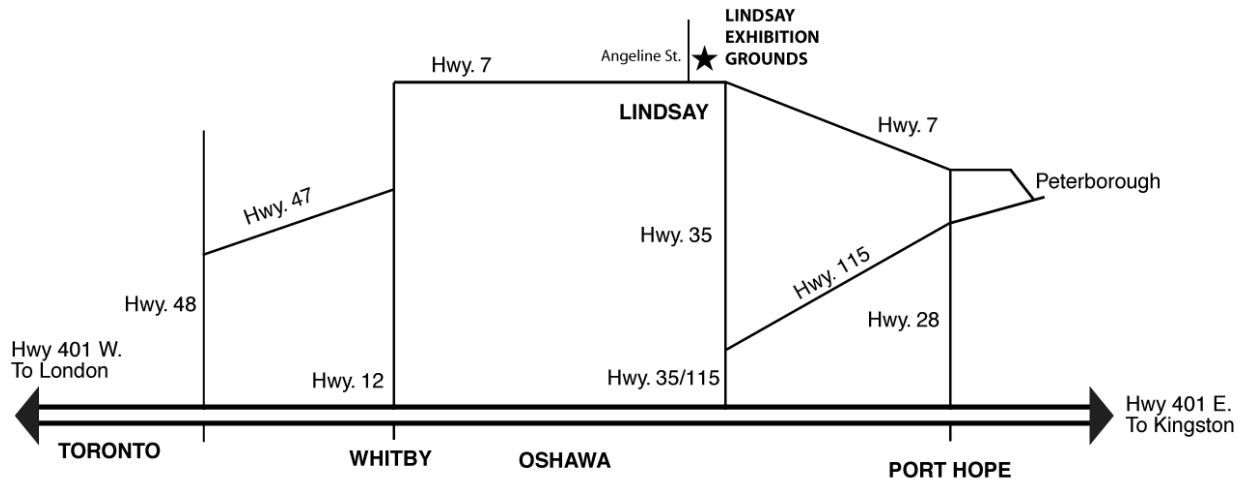 LINDSAY
EXHIBITION
GROUNDS
Angeline St.
Hwy. 7
LINDSAY
Hwy. 7
Peterborough
Hwy. 47
Hwy. 35
Hwy. 115
Hwy. 48
Hwy. 28
Hwy 401 W.
To London
Hwy. 12
Hwy. 35/115
Hwy 401 E.
To Kingston
TORONTO
WHITBY
OSHAWA
PORT HOPE